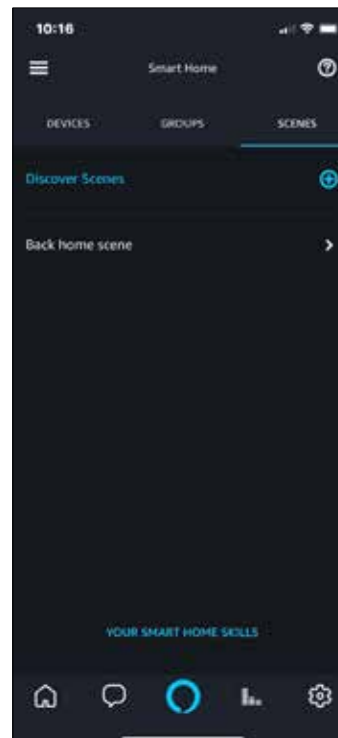 10:16
Smart Home
DEVICES GROUPS SCENES
Discover Scenes
Back home scene
YOUR SMART HOME SKILLS